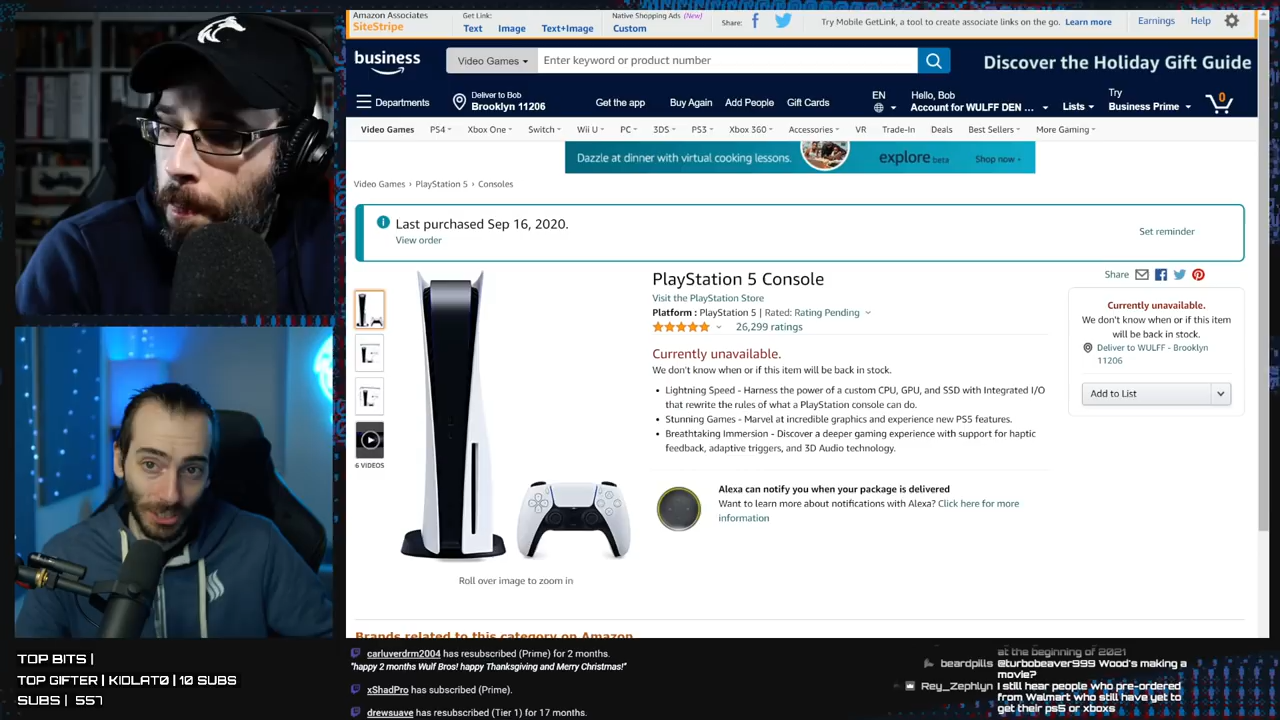 Amazon Associates
SiteStripe
Get Link:
Text
Image
Text+Image
Native Shopping Ads (New)
Custom
Share:
Try Mobile GetLink, a tool to create associate links on the go. Learn more
Earnings
Help
business
Video Games
Enter keyword or product number
Discover the Holiday Gift Guide
Departments
Deliver to Bob
Brooklyn 11206
Get the app
Buy Again
Add People
Gift Cards
EN
Hello, Bob
Account for WULFF DEN ...
Lists
Try
Business Prime
0
Video Games
PS4
Xbox One
Switch
Wii U
PC
3DS
PS3
Xbox 360
Accessories
VR
Trade-In
Deals
Best Sellers
More Gaming
Dazzle at dinner with virtual cooking lessons.
explore beta
Shop now
Video Games › PlayStation 5 › Consoles
Last purchased Sep 16, 2020.
View order
Set reminder
PlayStation 5 Console
Visit the PlayStation Store
Platform : PlayStation 5 | Rated: Rating Pending
26,299 ratings
Currently unavailable.
We don't know when or if this item will be back in stock.
• Lightning Speed - Harness the power of a custom CPU, GPU, and SSD with Integrated I/O
that rewrite the rules of what a PlayStation console can do.
• Stunning Games - Marvel at incredible graphics and experience new PS5 features.
• Breathtaking Immersion - Discover a deeper gaming experience with support for haptic
feedback, adaptive triggers, and 3D Audio technology.
Alexa can notify you when your package is delivered
Want to learn more about notifications with Alexa? Click here for more
information
Share
Currently unavailable.
We don't know when or if this item
will be back in stock.
Deliver to WULFF - Brooklyn
11206
Add to List
6 VIDEOS
Roll over image to zoom in
Brands related to this category on Amazon
TOP BITS |
TOP GIFTER | KIDLAT0 | 10 SUBS
SUBS | 557
carluverdrm2004 has resubscribed (Prime) for 2 months.
"happy 2 months Wulf Bros! happy Thanksgiving and Merry Christmas!"
xShadPro has subscribed (Prime).
drewsuave has resubscribed (Tier 1) for 17 months.
at the beginning of 2021
beardpills @turbobeaver999 Wood's making a
movie?
Rey_Zephlyn I still hear people who pre-ordered
from Walmart who still have yet to
get their ps5 or xboxs